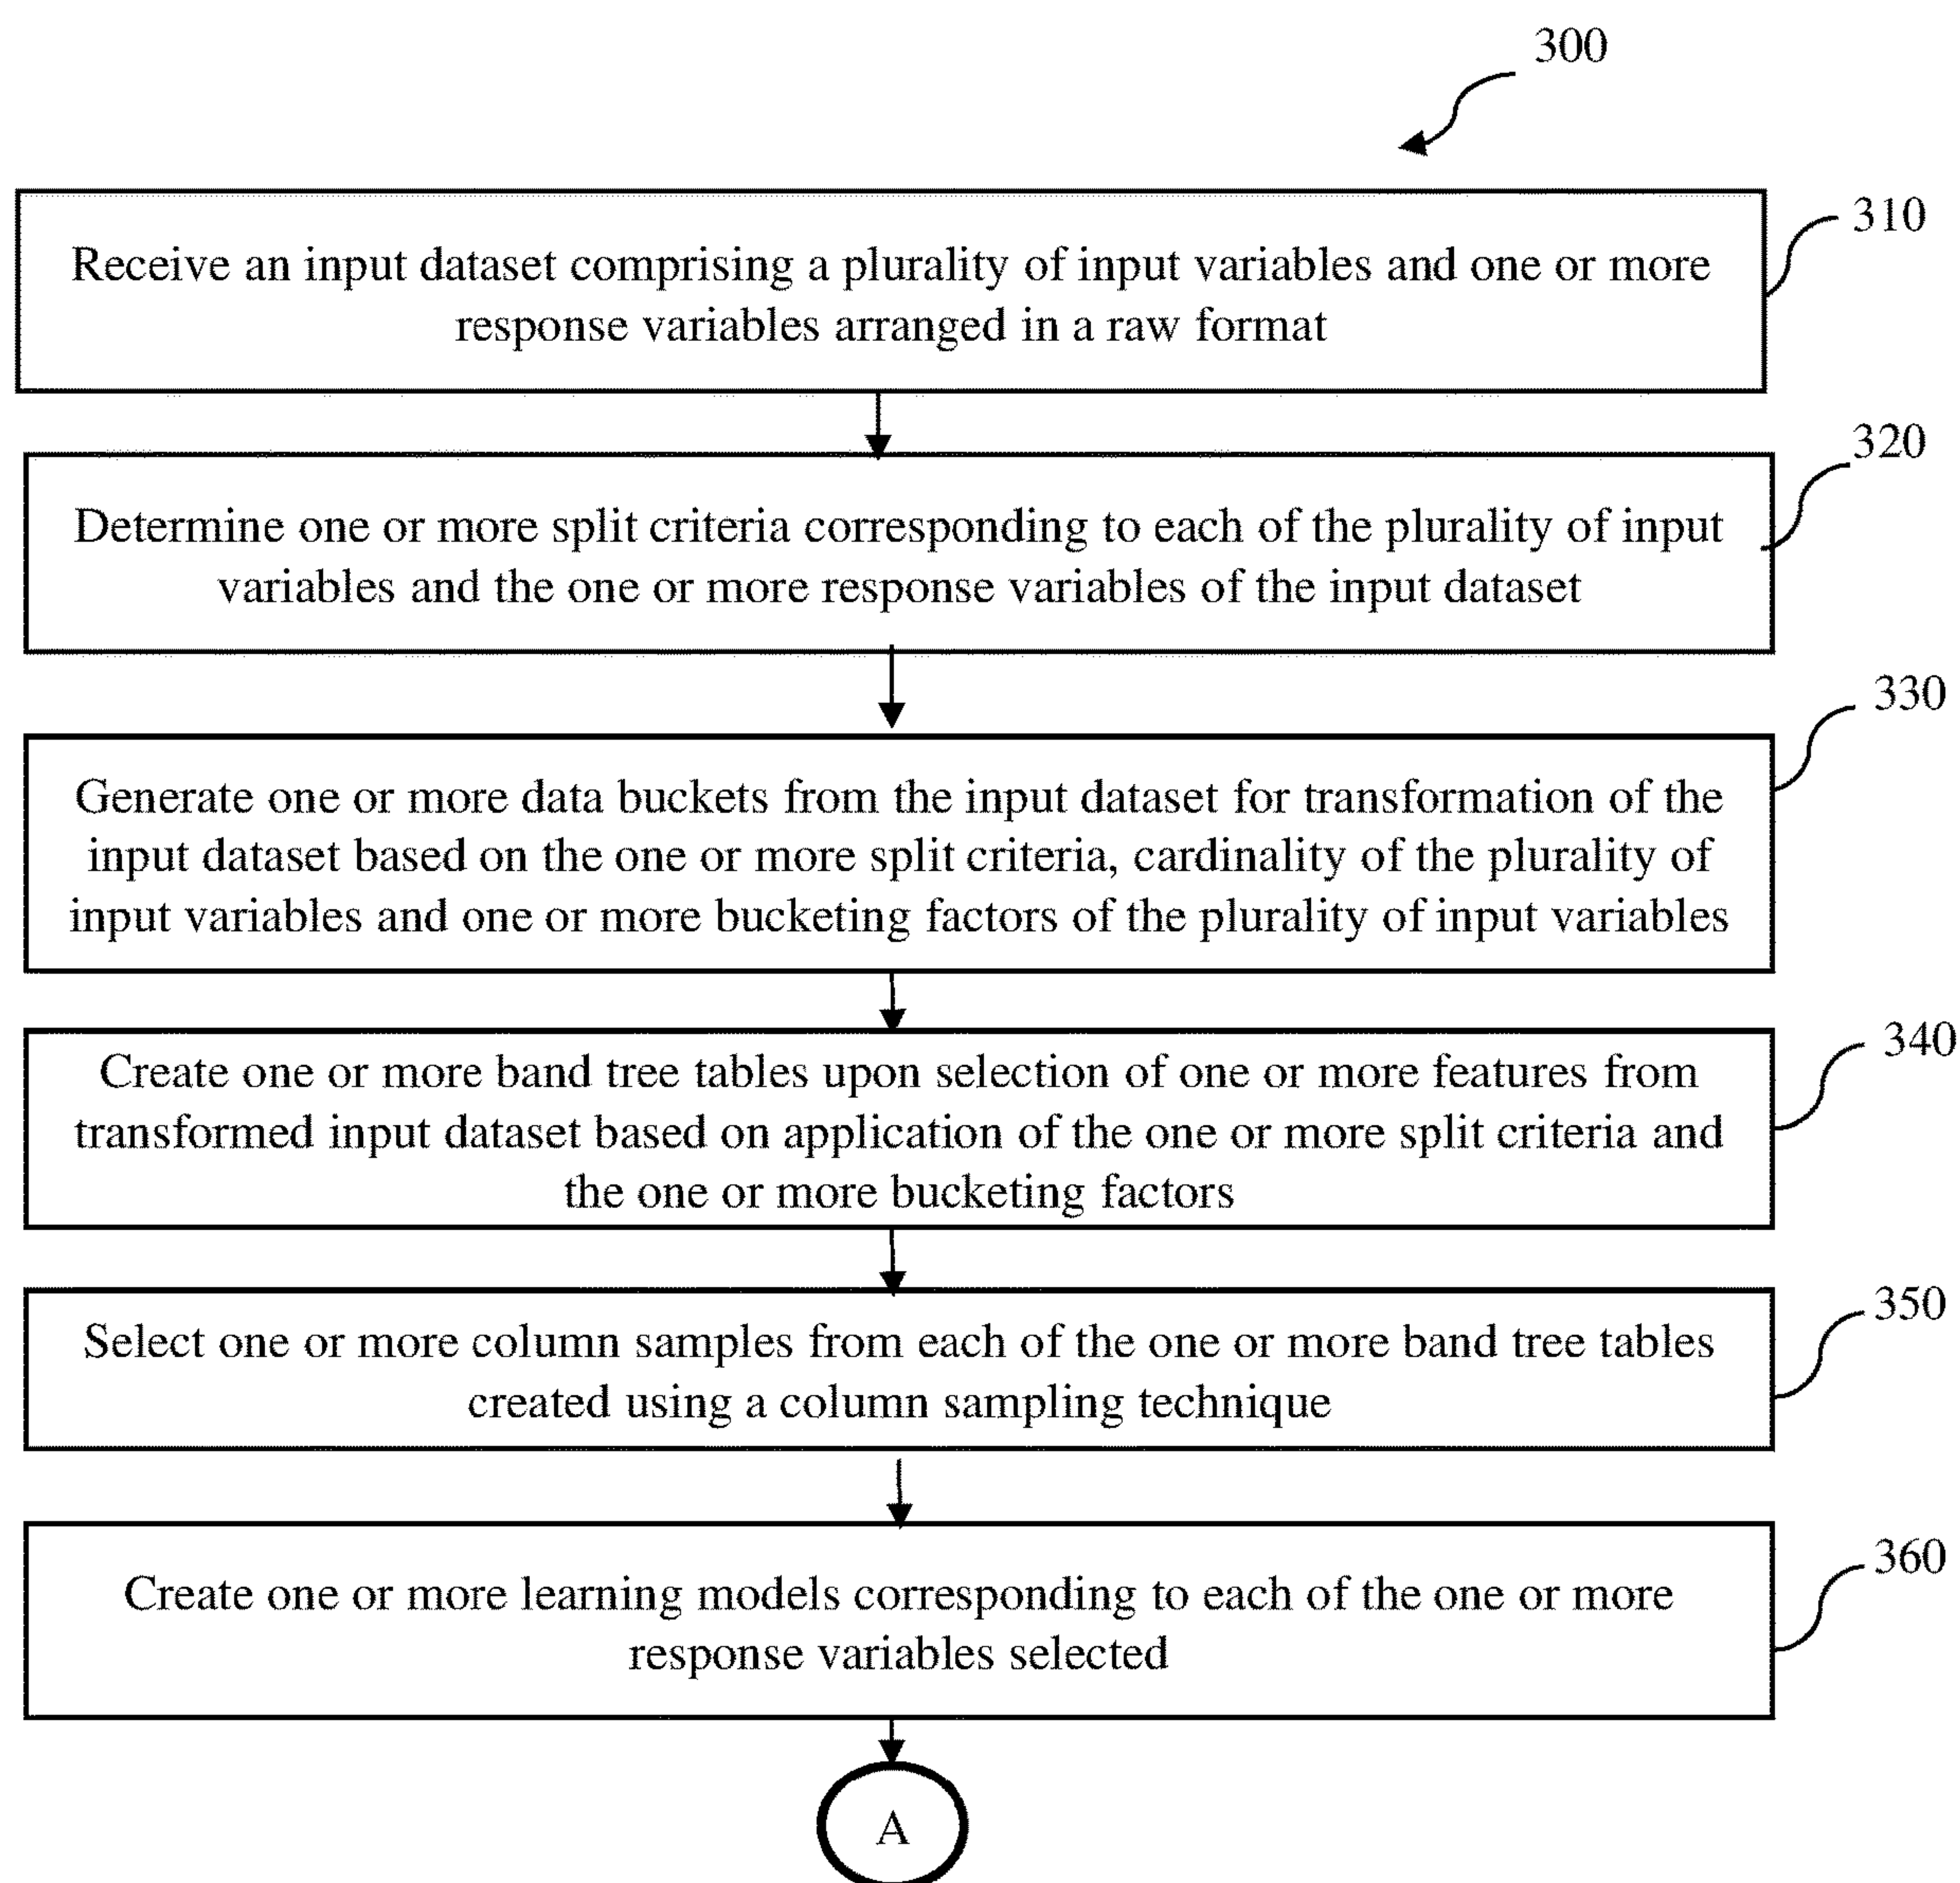 300
310
Receive an input dataset comprising a plurality of input variables and one or more
response variables arranged in a raw format
320
Determine one or more split criteria corresponding to each of the plurality of input
variables and the one or more response variables of the input dataset
330
Generate one or more data buckets from the input dataset for transformation of the
input dataset based on the one or more split criteria, cardinality of the plurality of
input variables and one or more bucketing factors of the plurality of input variables
340
Create one or more band tree tables upon selection of one or more features from
transformed input dataset based on application of the one or more split criteria and
the one or more bucketing factors
350
Select one or more column samples from each of the one or more band tree tables
created using a column sampling technique
360
Create one or more learning models corresponding to each of the one or more
response variables selected
A